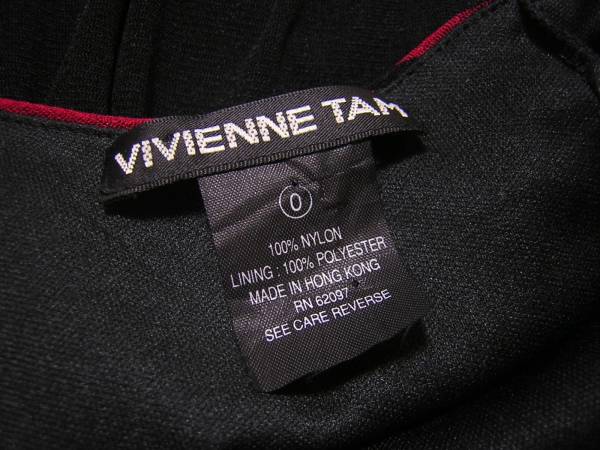 VIVIENNE TAM
0
100% NYLON
LINING : 100% POLYESTER
MADE IN HONG KONG
RN 62097
SEE CARE REVERSE